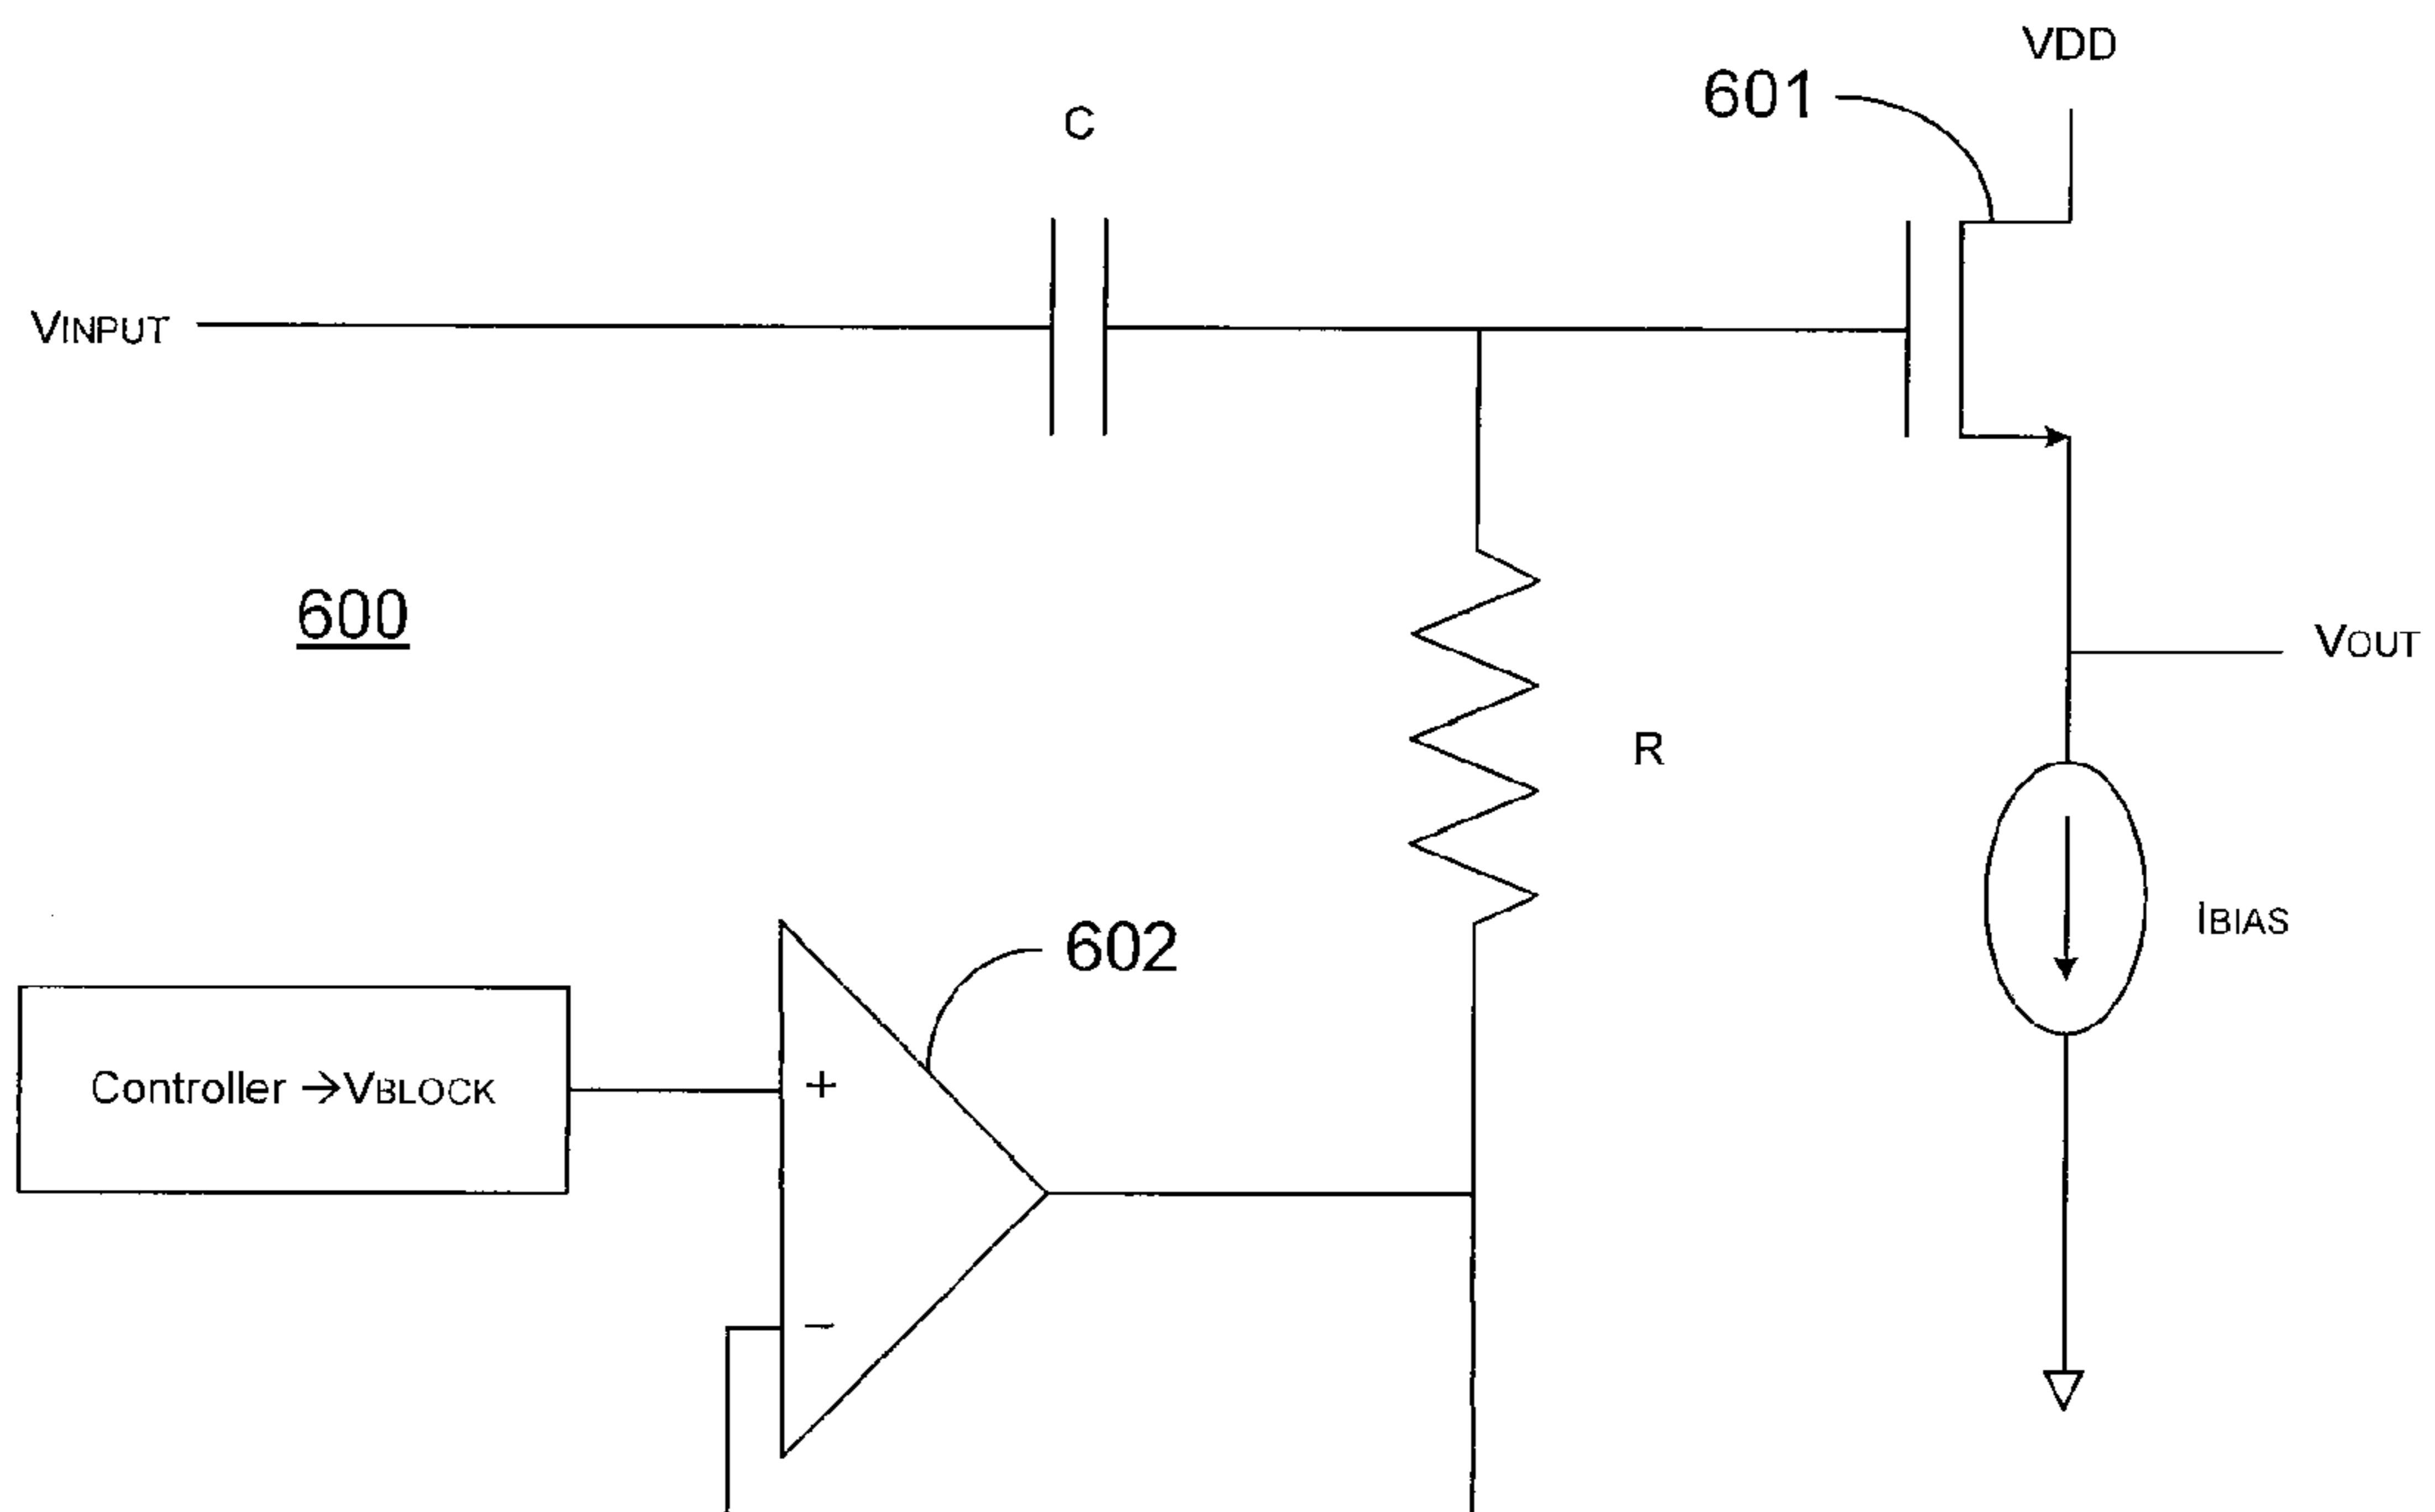 VDD
601
C
VINPUT
600
VOUT
R
602
IBIAS
Controller →VBLOCK
+
−